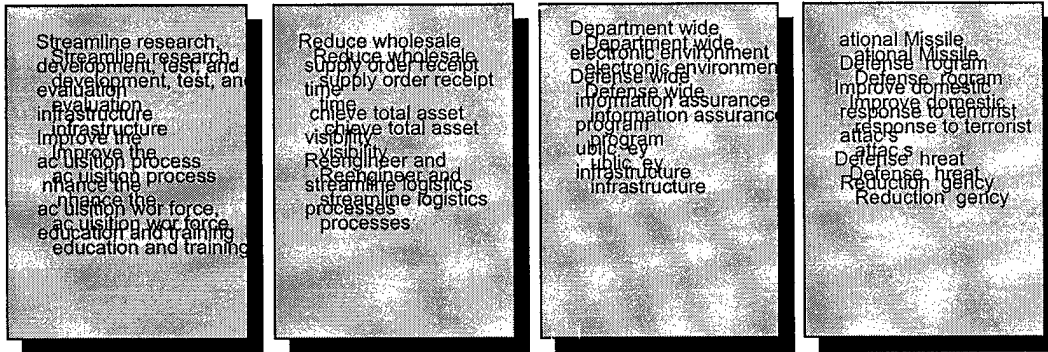 Streamline research,
development, test, and
evaluation
infrastructure
Improve the
ac uisition process
nhance the
ac uisition wor force,
education and training
Reduce wholesale
supply order receipt
time
chieve total asset
visibility
Reengineer and
streamline logistics
processes
Department wide
electronic environment
Defense wide
information assurance
program
ublic ey
infrastructure
ational Missile
Defense rogram
Improve domestic
response to terrorist
attac s
Defense hreat
Reduction gency